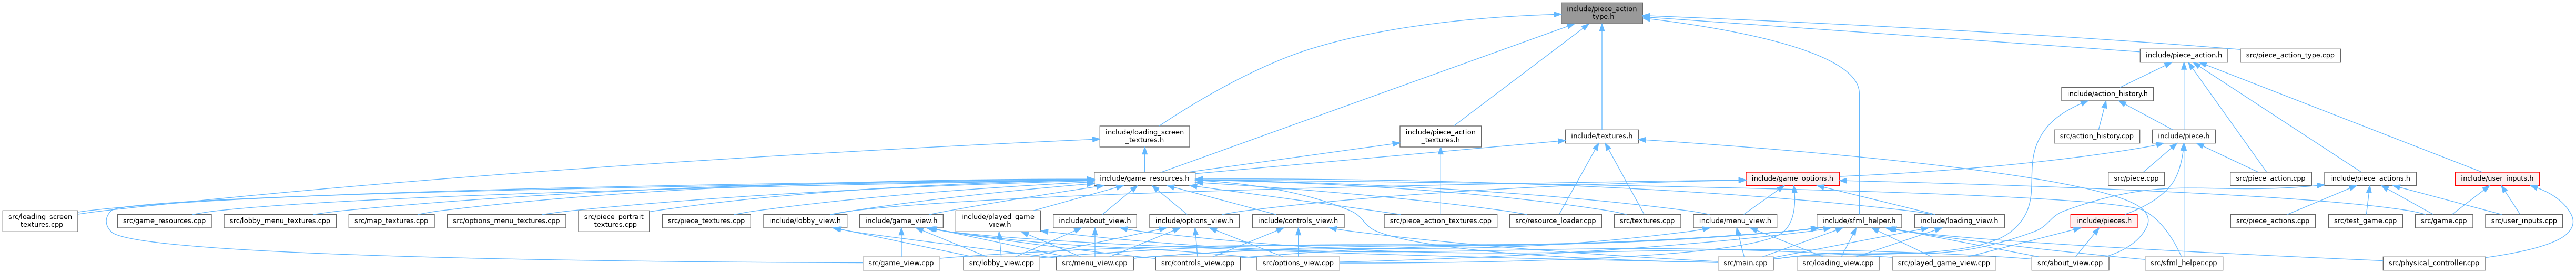 include/piece_action
_type.h
include/piece_action.h
src/piece_action_type.cpp
include/action_history.h
include/loading_screen
_textures.h
include/piece_action
_textures.h
include/textures.h
src/action_history.cpp
include/piece.h
include/game_resources.h
include/game_options.h
src/piece.cpp
src/piece_action.cpp
include/piece_actions.h
include/user_inputs.h
src/loading_screen
_textures.cpp
src/game_resources.cpp
src/lobby_menu_textures.cpp
src/map_textures.cpp
src/options_menu_textures.cpp
src/piece_portrait
_textures.cpp
src/piece_textures.cpp
include/lobby_view.h
include/game_view.h
include/played_game
_view.h
include/about_view.h
include/options_view.h
include/controls_view.h
src/piece_action_textures.cpp
src/resource_loader.cpp
src/textures.cpp
include/menu_view.h
include/sfml_helper.h
include/loading_view.h
include/pieces.h
src/piece_actions.cpp
src/test_game.cpp
src/game.cpp
src/user_inputs.cpp
src/game_view.cpp
src/lobby_view.cpp
src/menu_view.cpp
src/controls_view.cpp
src/options_view.cpp
src/main.cpp
src/loading_view.cpp
src/played_game_view.cpp
src/about_view.cpp
src/sfml_helper.cpp
src/physical_controller.cpp